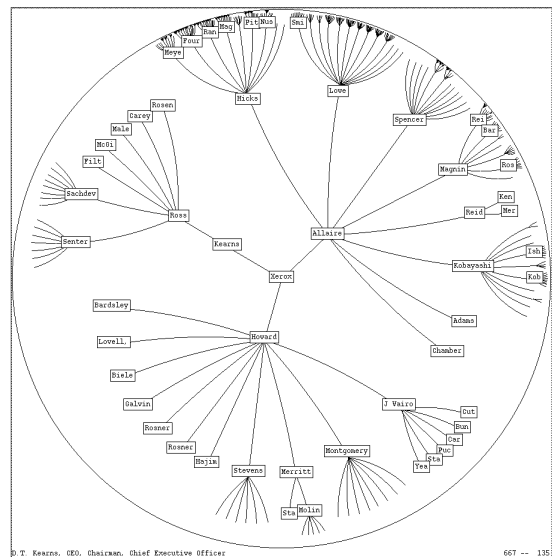 Pit
Nus
Smi
Mag
Ran
Four
Meye
Hicks
Love
Rosen
Carey
Male
McOi
Filt
Spencer
Rei
Bar
Ros
Magnin
Sachdev
Ross
Ken
Reid
Mer
Senter
Kearns
Allaire
Ish
Kobayashi
Kob
Xerox
Bardsley
Adams
Lovell,
Howard
Chamber
Biele
Galvin
J Vairo
Cut
Rosner
Bun
Car
Rosner
Puc
Hajim
Montgomery
Sta
Yea
Stevens
Merritt
Sta
Molin
D.T. Kearns, CEO, Chairman, Chief Executive Officer
667 -- 135